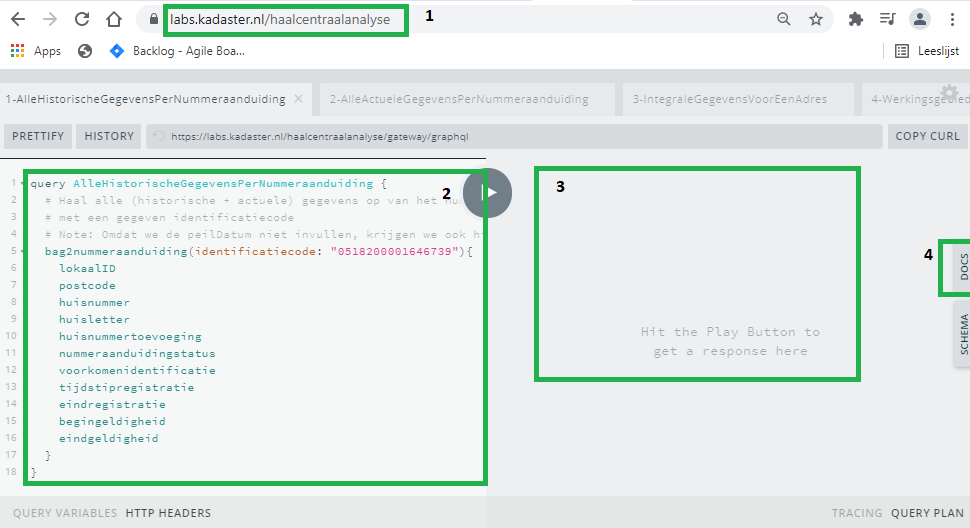 labs.kadaster.nl/haalcentraalanalyse 1
Apps Backlog - Agile Boa... Leeslijst
1-AlleHistorischeGegevensPerNummeraanduiding × 2-AlleActueleGegevensPerNummeraanduiding 3-IntegraleGegevensVoorEenAdres 4-Werkingsgebied
PRETTIFY HISTORY https://labs.kadaster.nl/haalcentraalanalyse/gateway/graphql COPY CURL
1 query AlleHistorischeGegevensPerNummeraanduiding {
2 # Haal alle (historische + actuele) gegevens op van het
3 # met een gegeven identificatiecode
4 # Note: Omdat we de peilDatum niet invullen, krijgen we ook
5 bag2nummeraanduiding(identificatiecode: "0518200001646739"){
6 lokaalID
7 postcode
8 huisnummer
9 huisletter
10 huisnummertoevoeging
11 nummeraanduidingstatus
12 voorkomenidentificatie
13 tijdstipregistratie
14 eindregistratie
15 begingeldigheid
16 eindgeldigheid
17 }
18 }
2
3
Hit the Play Button to
get a response here
4
DOCS
SCHEMA
QUERY VARIABLES HTTP HEADERS TRACING QUERY PLAN